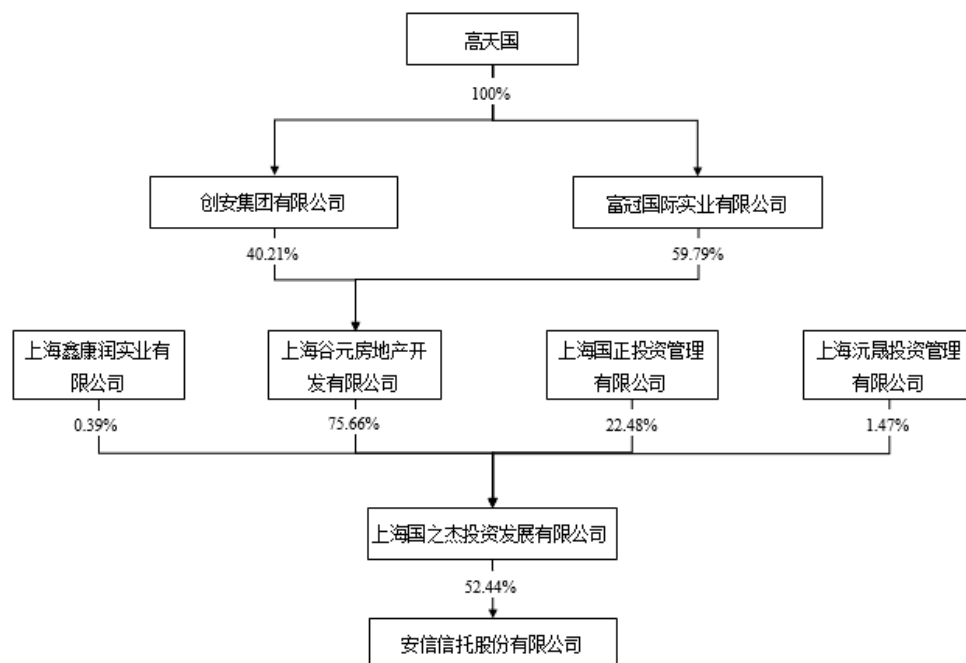 高天国
100%
创安集团有限公司
富冠国际实业有限公司
40.21%
59.79%
上海鑫康润实业有
限公司
上海谷元房地产开
发有限公司
上海国正投资管理
有限公司
上海沅晟投资管理
有限公司
0.39%
75.66%
22.48%
1.47%
上海国之杰投资发展有限公司
52.44%
安信信托股份有限公司